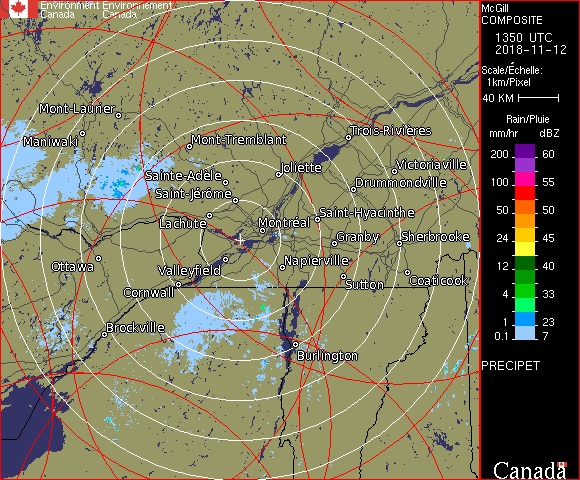 Environment Environnement
Canada Canada
McGill
COMPOSITE
1350 UTC
2018-11-12
Scale/Échelle:
1km/Pixel
40 KM
Rain/Pluie
mm/hr dBZ
200 60
100 55
50 50
24 45
12 40
4 33
1 23
0.1 7
PRECIPET
Canada
Mont-Laurier
Maniwaki
Mont-Tremblant
Trois-Rivières
Sainte-Adèle
Joliette
Victoriaville
Saint-Jérôme
Drummondville
Lachute
Montréal
Saint-Hyacinthe
Granby
Sherbrooke
Ottawa
Valleyfield
Napierville
Cornwall
Sutton
Coaticook
Brockville
Burlington